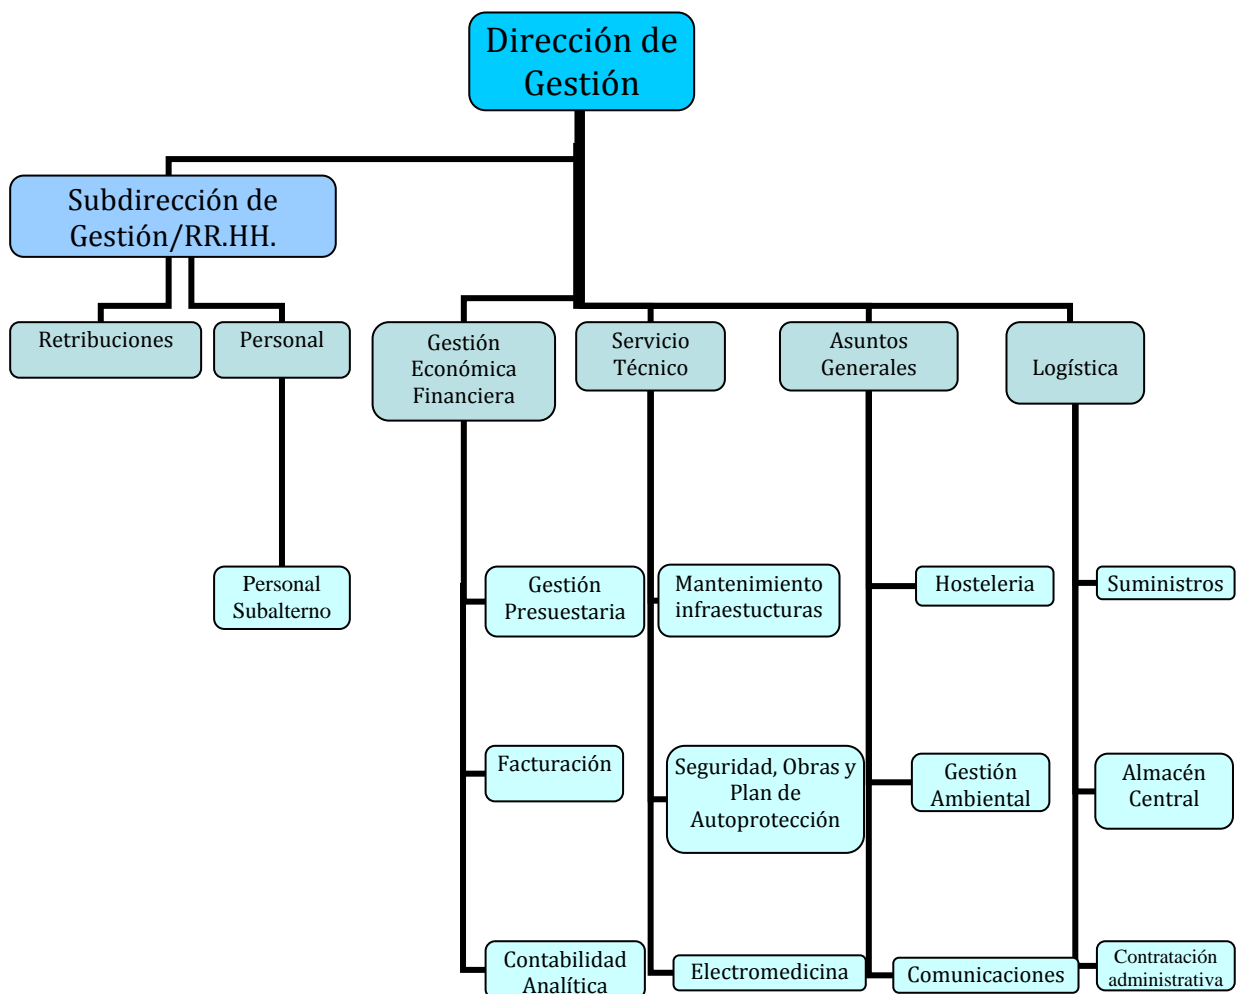 Dirección de
Gestión
Subdirección de
Gestión/RR.HH.
Retribuciones
Personal
Gestión
Económica
Financiera
Servicio
Técnico
Asuntos
Generales
Logística
Personal
Subalterno
Gestión
Presuestaria
Mantenimiento
infraestucturas
Hosteleria
Suministros
Facturación
Seguridad, Obras y
Plan de
Autoprotección
Gestión
Ambiental
Almacén
Central
Contabilidad
Analítica
Electromedicina
Comunicaciones
Contratación
administrativa